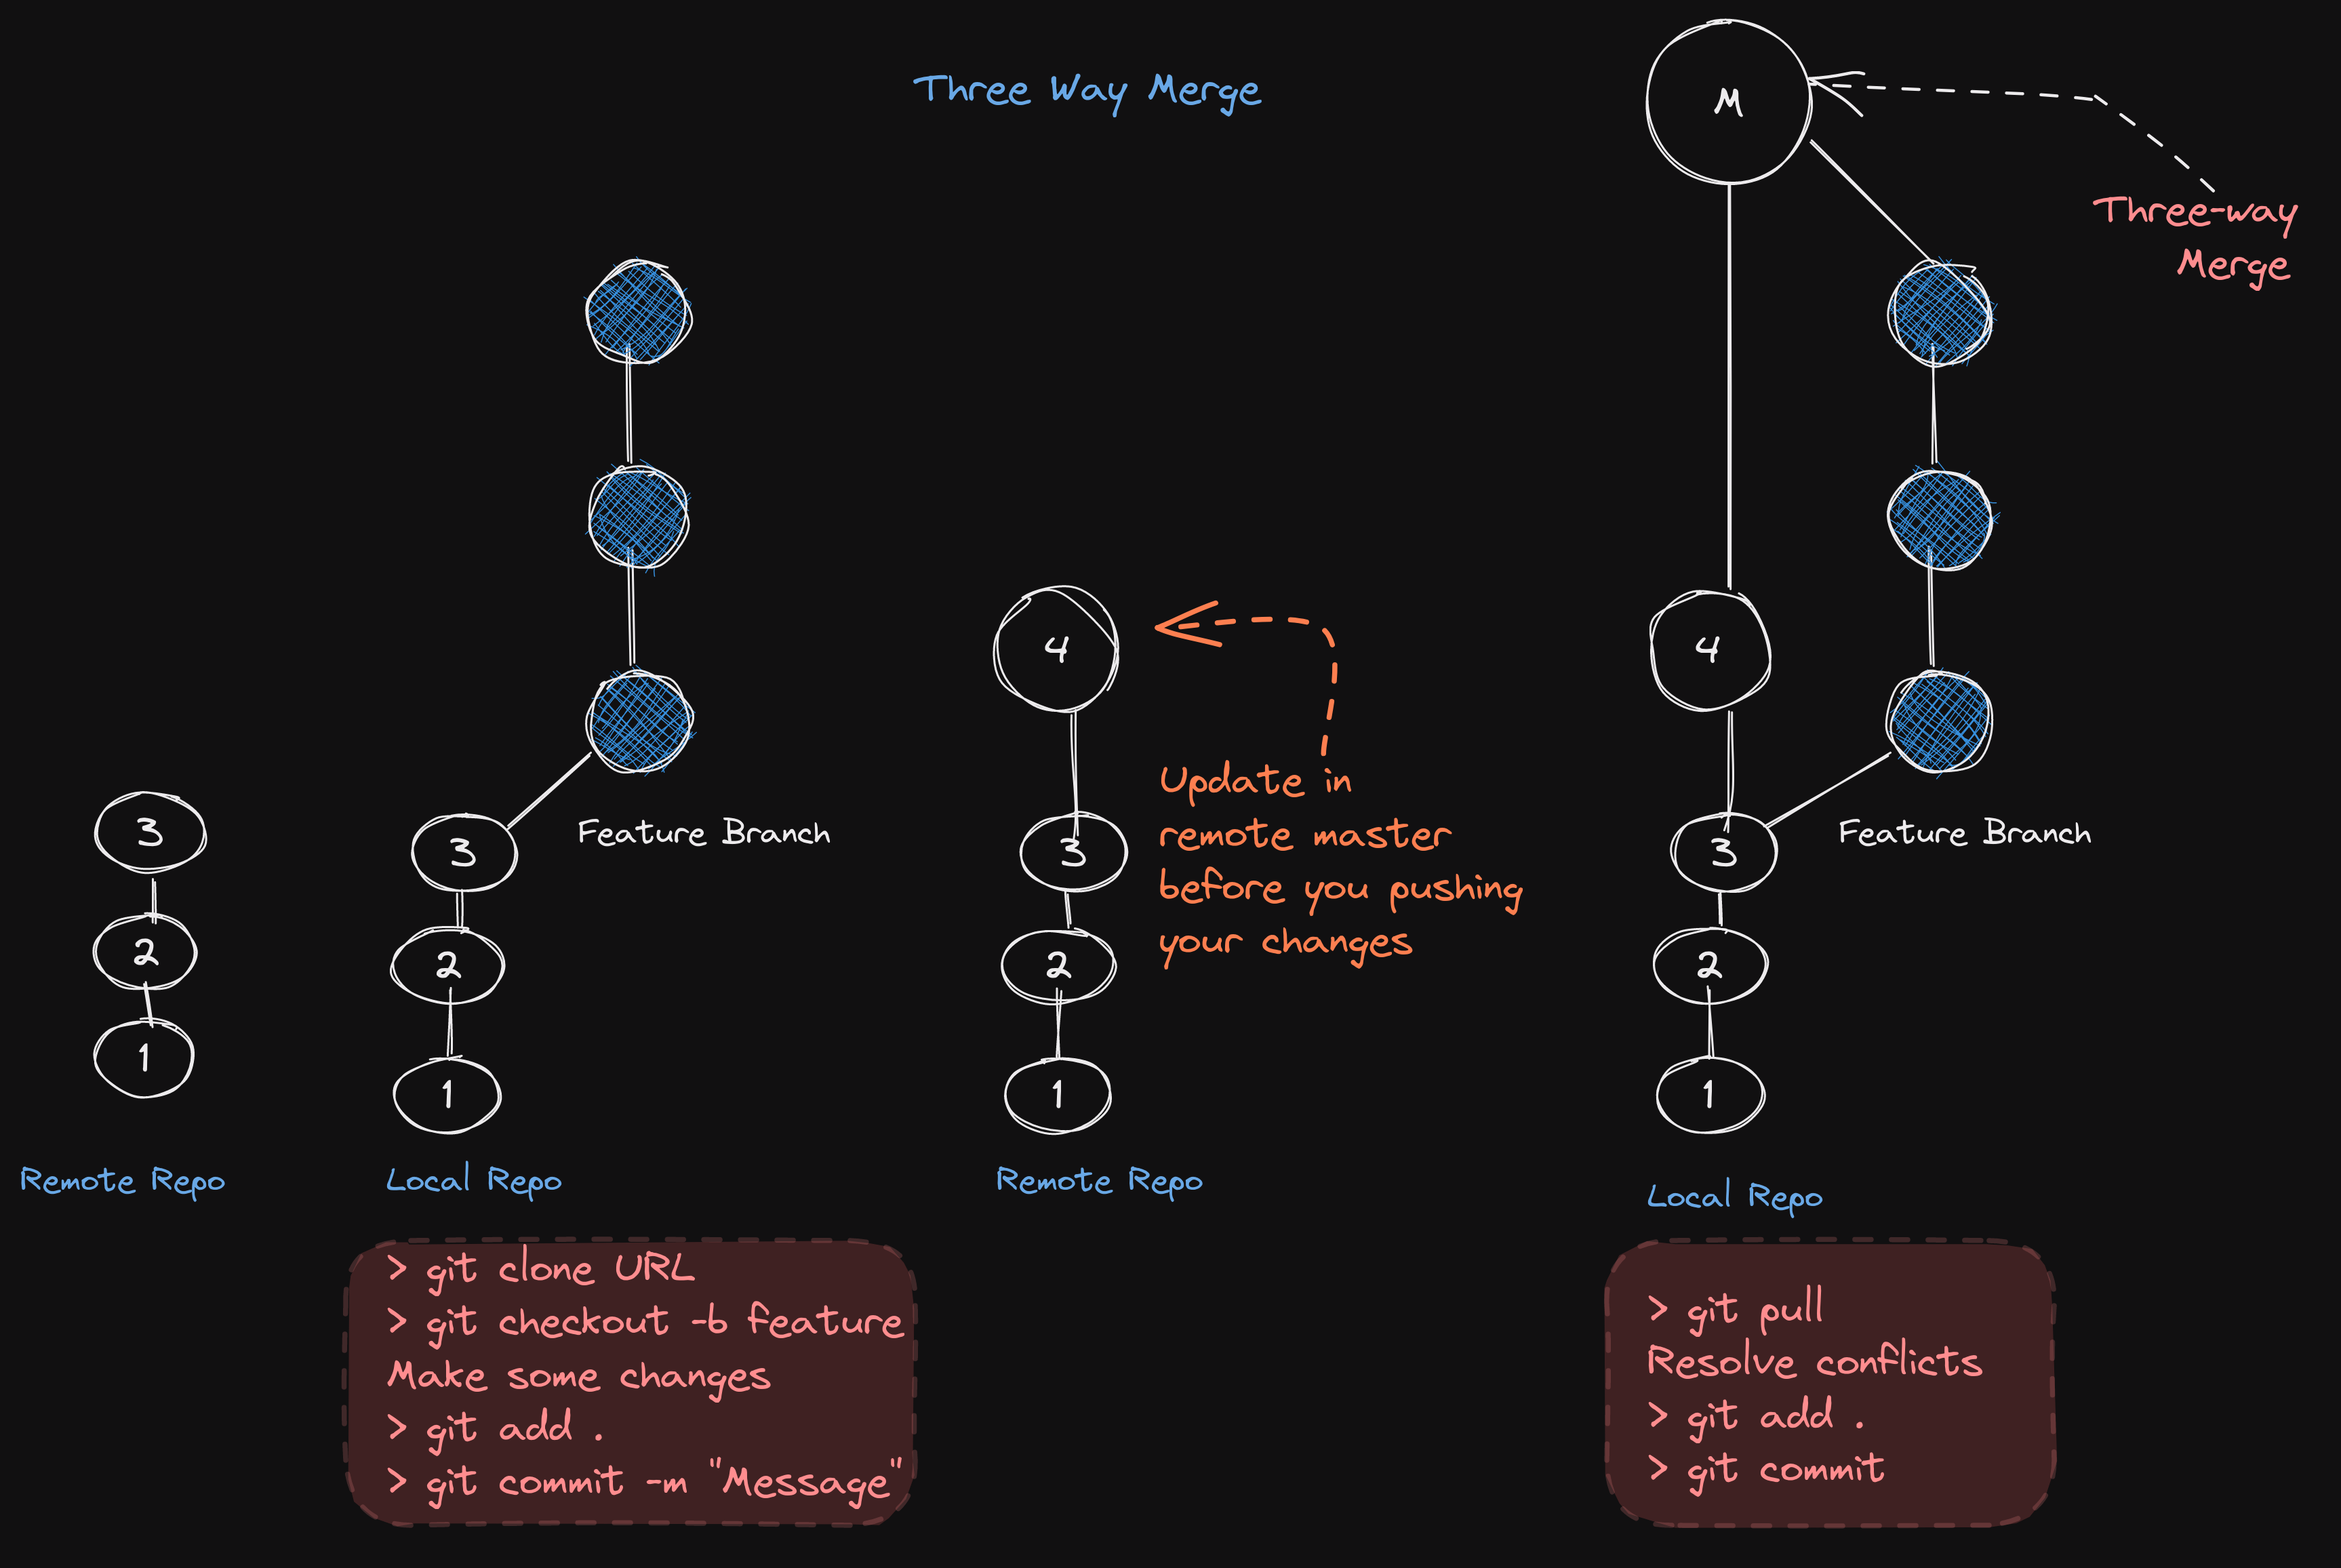 Three Way Merge
3
2
1
Remote Repo
3
2
1
Feature Branch
Local Repo
> git clone URL
> git checkout -b feature
Make some changes
> git add .
> git commit -m "Message"
4
3
2
1
Update in
remote master
before you pushing
your changes
Remote Repo
M
Three-way
Merge
4
3
2
1
Feature Branch
Local Repo
> git pull
Resolve conflicts
> git add .
> git commit